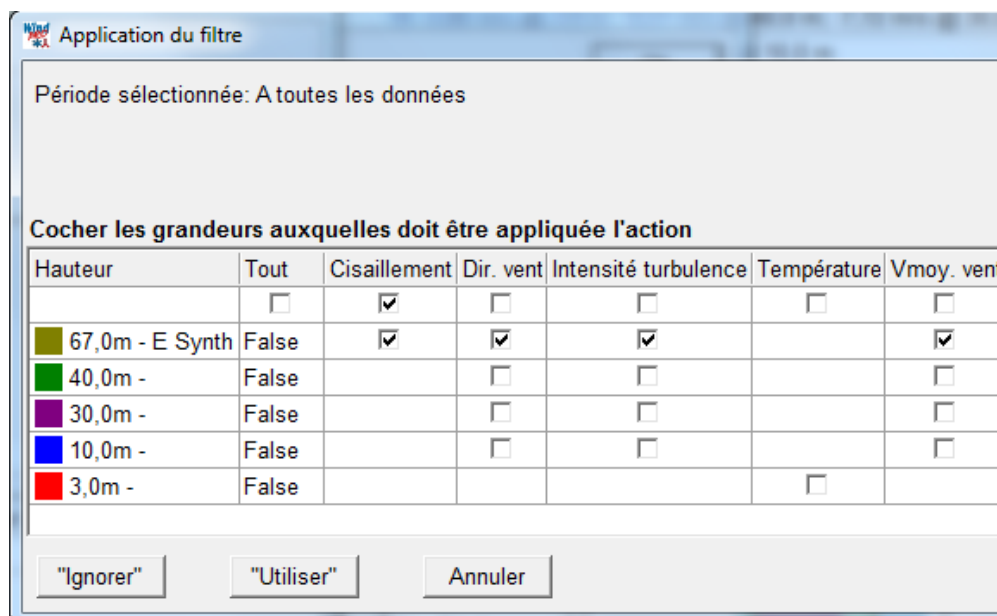 Application du filtre
Période sélectionnée: A toutes les données
Cocher les grandeurs auxquelles doit être appliquée l'action
Hauteur Tout Cisaillement Dir. vent Intensité turbulence Température Vmoy. vent
67,0m - E Synth False
40,0m - False
30,0m - False
10,0m - False
3,0m - False
"Ignorer" "Utiliser" Annuler